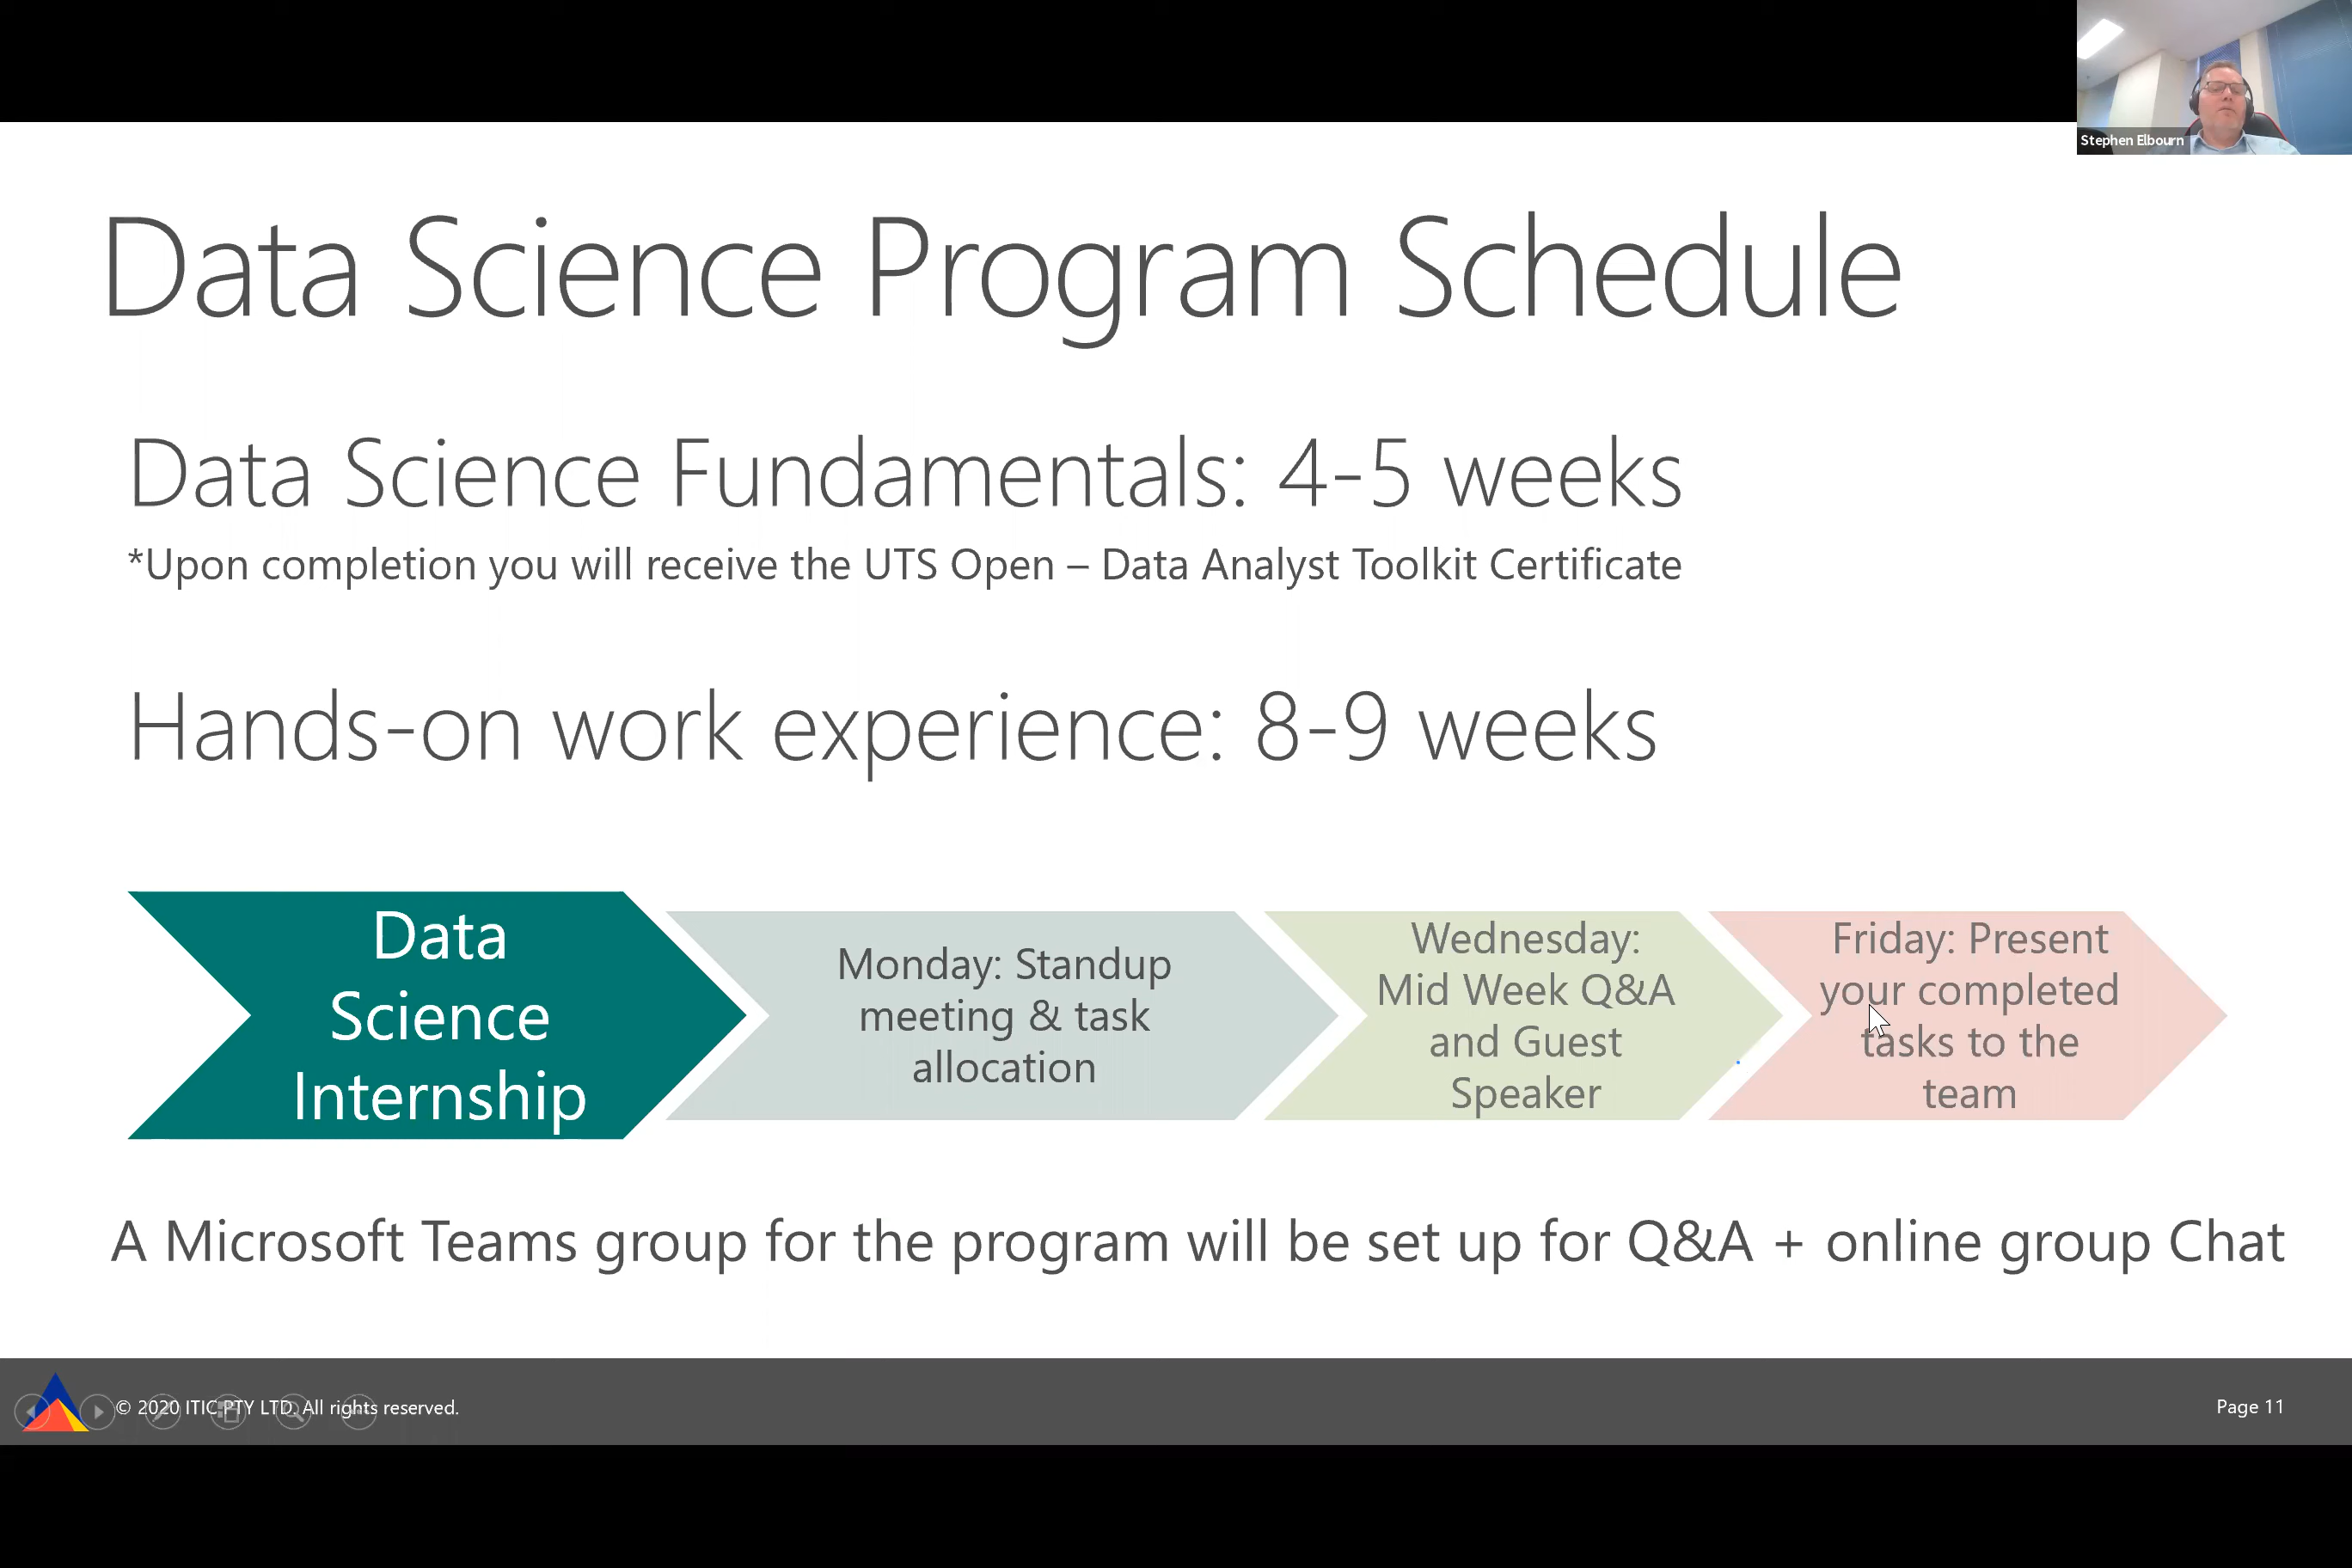 Stephen Elbourn
Data Science Program Schedule
Data Science Fundamentals: 4-5 weeks
*Upon completion you will receive the UTS Open – Data Analyst Toolkit Certificate
Hands-on work experience: 8-9 weeks
Data
Science
Internship
Monday: Standup
meeting & task
allocation
Wednesday:
Mid Week Q&A
and Guest
Speaker
Friday: Present
your completed
tasks to the
team
A Microsoft Teams group for the program will be set up for Q&A + online group Chat
© 2020 ITIC PTY LTD. All rights reserved.
Page 11